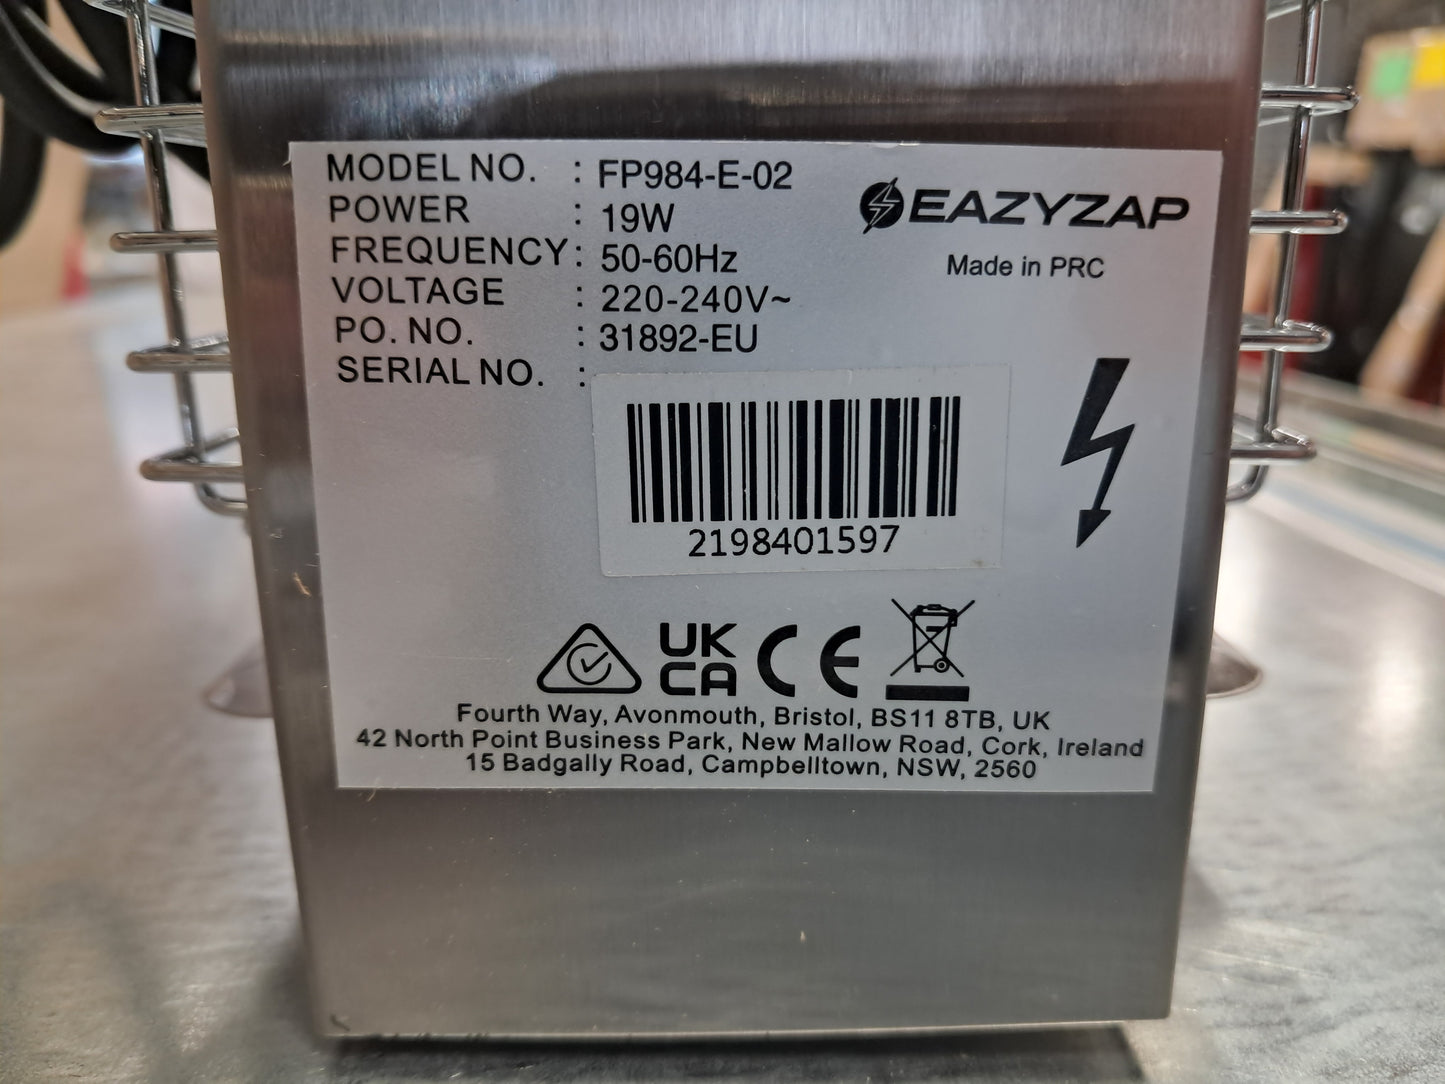 MODEL NO. : FP984-E-02
POWER : 19W
FREQUENCY : 50-60Hz
VOLTAGE : 220-240V~
PO. NO. : 31892-EU
SERIAL NO. :
EAZYZAP
Made in PRC
2198401597
UK
CA
CE
Fourth Way, Avonmouth, Bristol, BS11 8TB, UK
42 North Point Business Park, New Mallow Road, Cork, Ireland
15 Badgally Road, Campbelltown, NSW, 2560